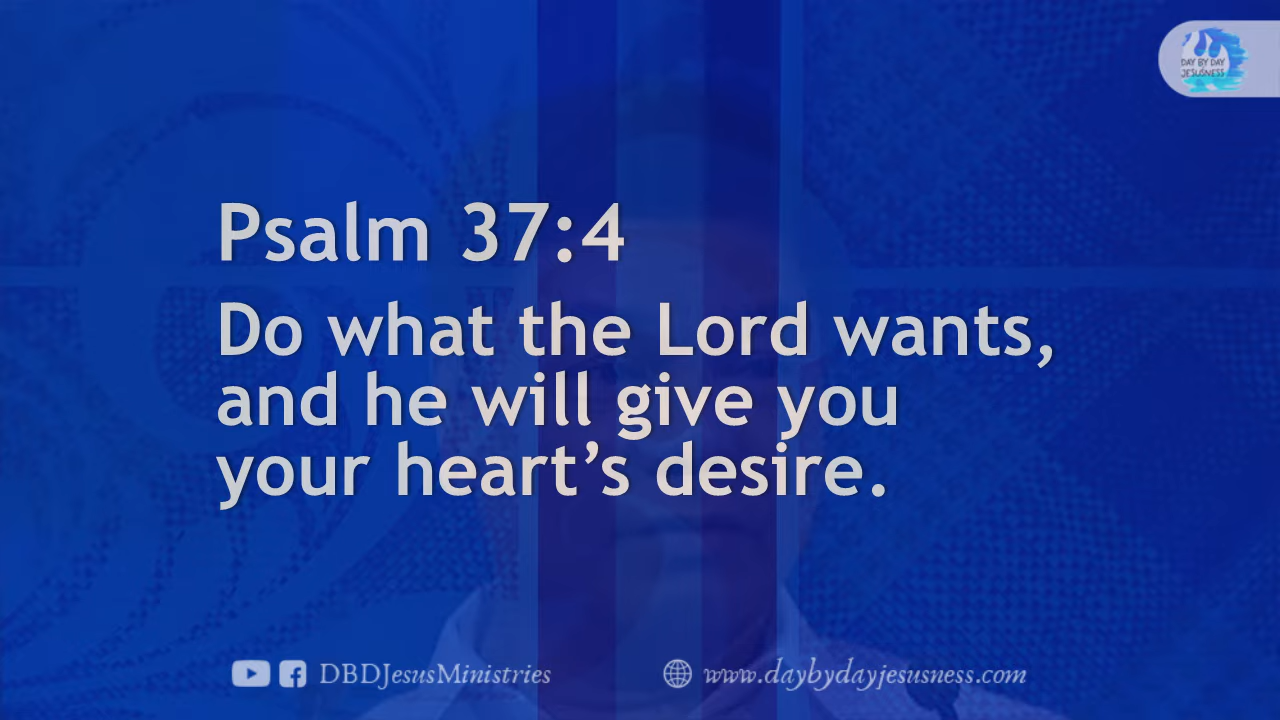 DAY BY DAY
JESUSNESS
Psalm 37:4
Do what the Lord wants,
and he will give you
your heart’s desire.
DBDJesusMinistries
www.daybydayjesusness.com